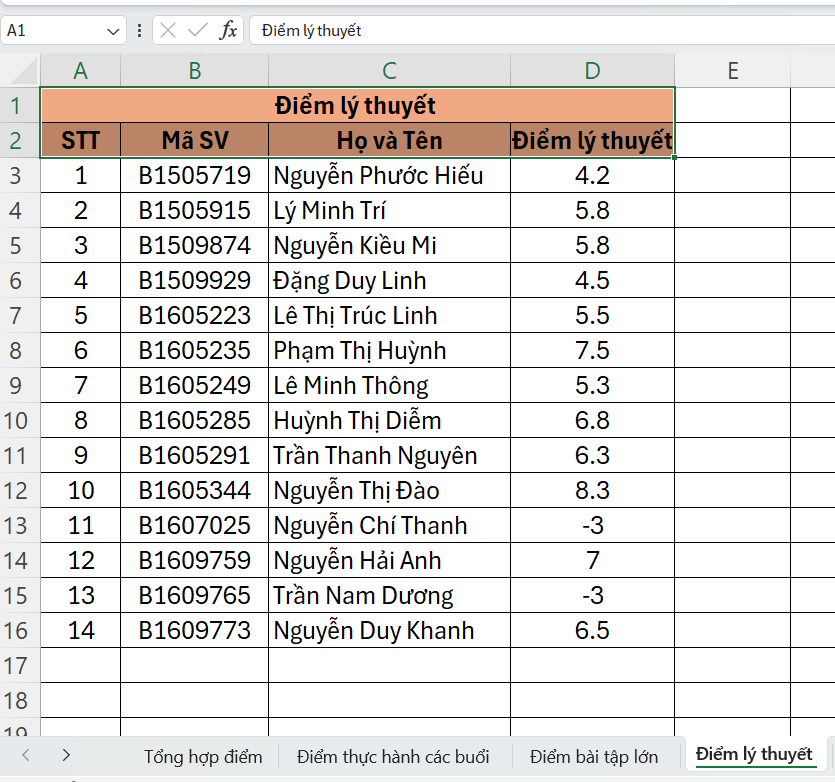 A1 fx Điểm lý thuyết
A B C D E
1 Điểm lý thuyết
2 STT Mã SV Họ và Tên Điểm lý thuyết
3 1 B1505719 Nguyễn Phước Hiếu 4.2
4 2 B1505915 Lý Minh Trí 5.8
5 3 B1509874 Nguyễn Kiều Mi 5.8
6 4 B1509929 Đặng Duy Linh 4.5
7 5 B1605223 Lê Thị Trúc Linh 5.5
8 6 B1605235 Phạm Thị Huỳnh 7.5
9 7 B1605249 Lê Minh Thông 5.3
10 8 B1605285 Huỳnh Thị Diễm 6.8
11 9 B1605291 Trần Thanh Nguyên 6.3
12 10 B1605344 Nguyễn Thị Đào 8.3
13 11 B1607025 Nguyễn Chí Thanh -3
14 12 B1609759 Nguyễn Hải Anh 7
15 13 B1609765 Trần Nam Dương -3
16 14 B1609773 Nguyễn Duy Khanh 6.5
17
18
19
Tổng hợp điểm Điểm thực hành các buổi Điểm bài tập lớn Điểm lý thuyết